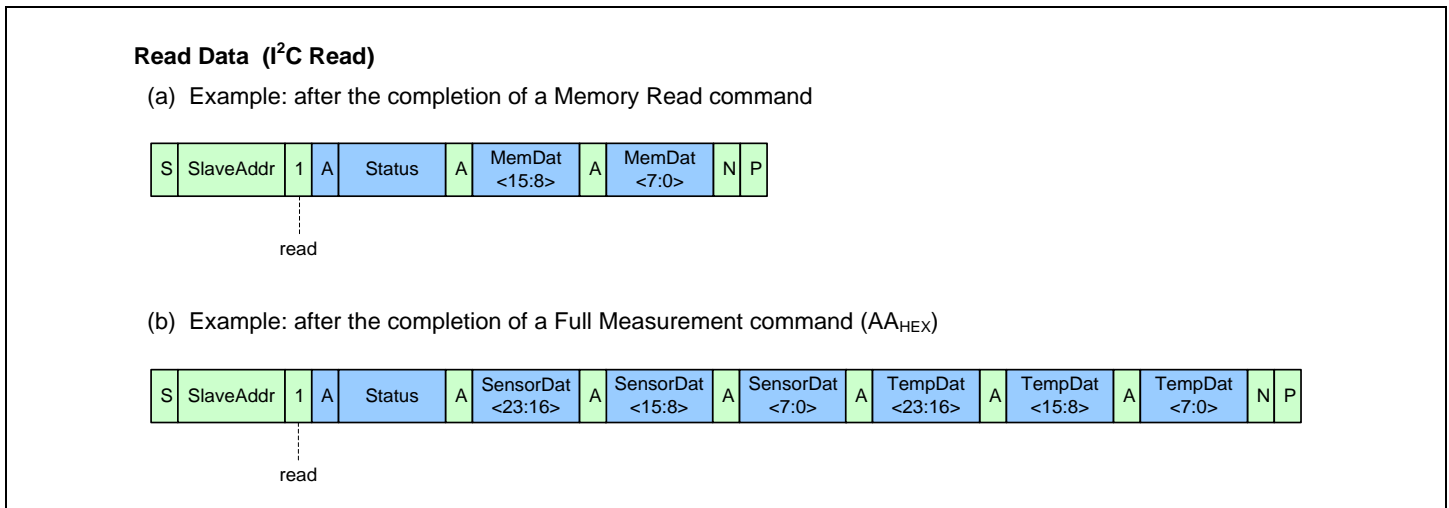 Read Data (I²C Read)
(a) Example: after the completion of a Memory Read command
S SlaveAddr 1 A Status A MemDat <15:8> A MemDat <7:0> N P
read
(b) Example: after the completion of a Full Measurement command (AA_HEX)
S SlaveAddr 1 A Status A SensorDat <23:16> A SensorDat <15:8> A SensorDat <7:0> A TempDat <23:16> A TempDat <15:8> A TempDat <7:0> N P
read